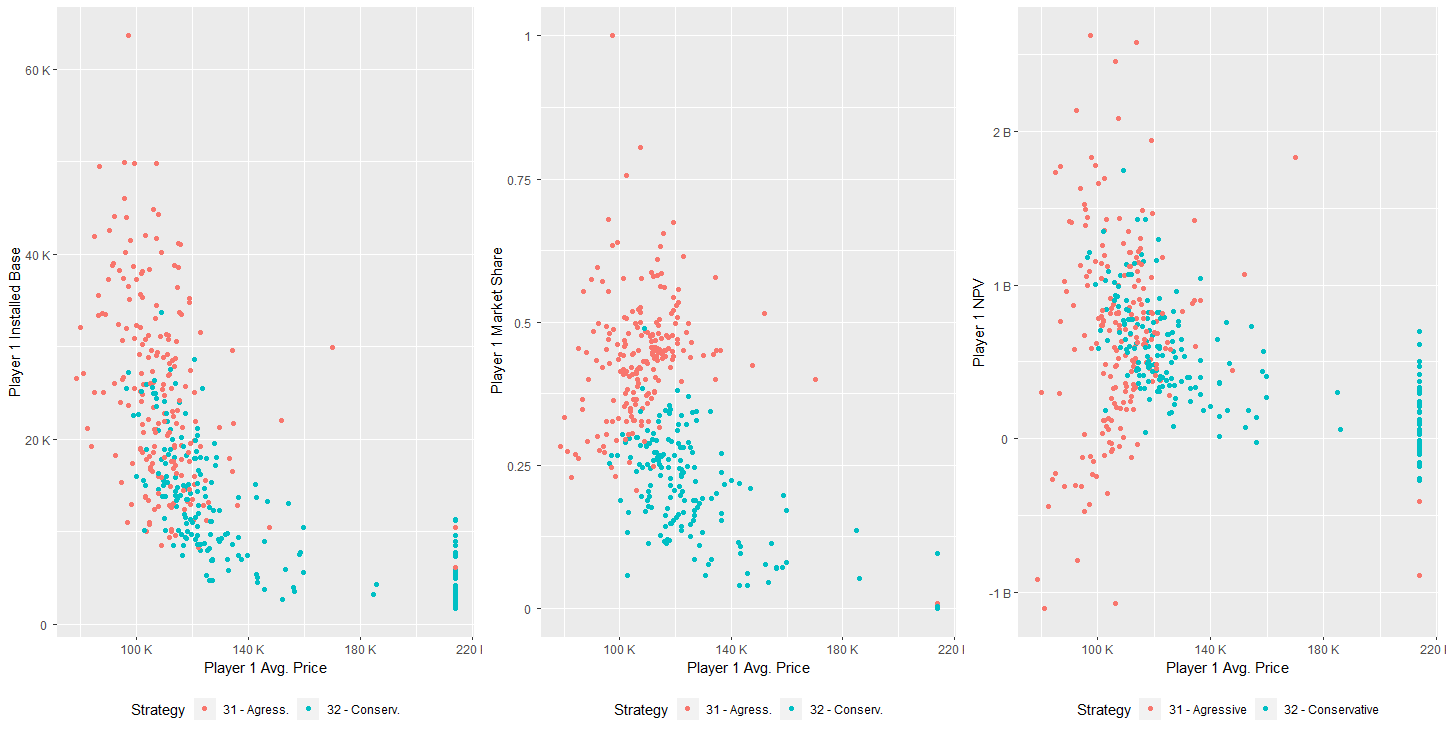 Player 1 Installed Base
60 K
40 K
20 K
0
100 K 140 K 180 K 220 I
Player 1 Avg. Price
Strategy 31 - Agress. 32 - Conserv.
Player 1 Market Share
1
0.75
0.5
0.25
0
100 K 140 K 180 K 220 I
Player 1 Avg. Price
Strategy 31 - Agress. 32 - Conserv.
Player 1 NPV
2 B
1 B
0
-1 B
100 K 140 K 180 K 220 I
Player 1 Avg. Price
Strategy 31 - Agressive 32 - Conservative